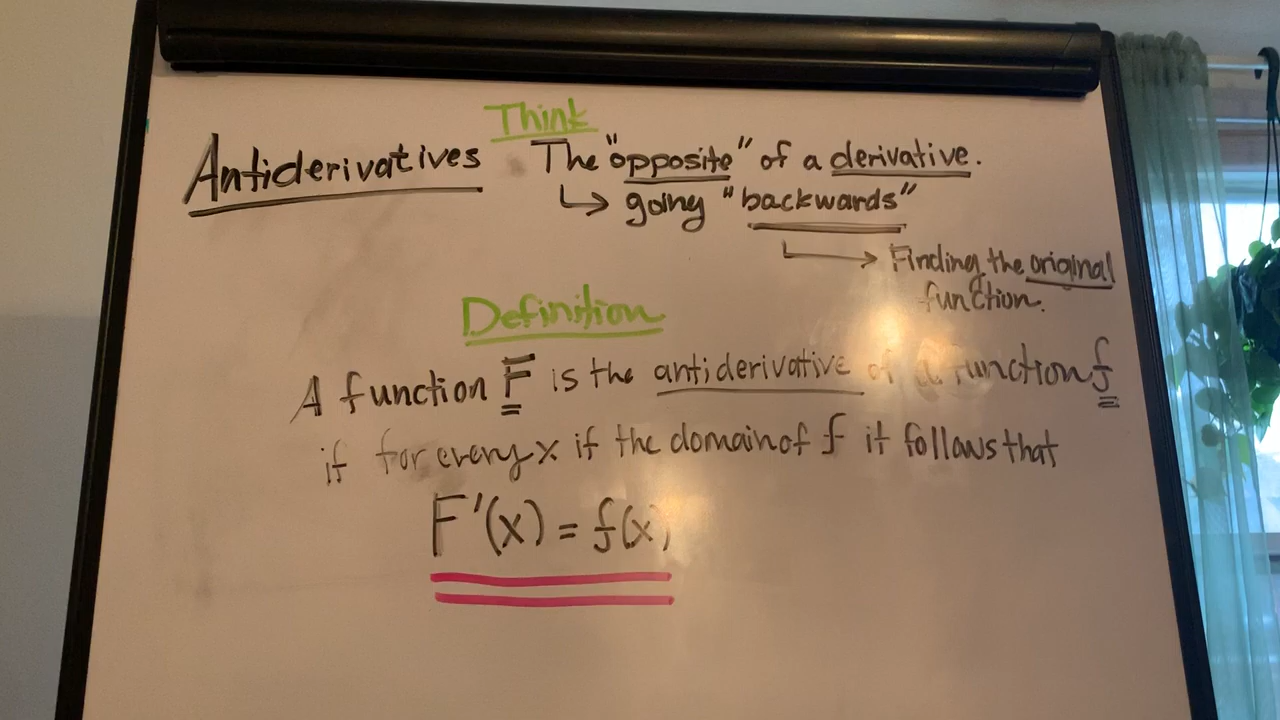 Think
Antiderivatives The "opposite" of a derivative.
↳ going "backwards"
→ Finding the original
function.
Definition
A function F is the antiderivative of a function f
if for every x if the domain of f it follows that
F'(x) = f(x)